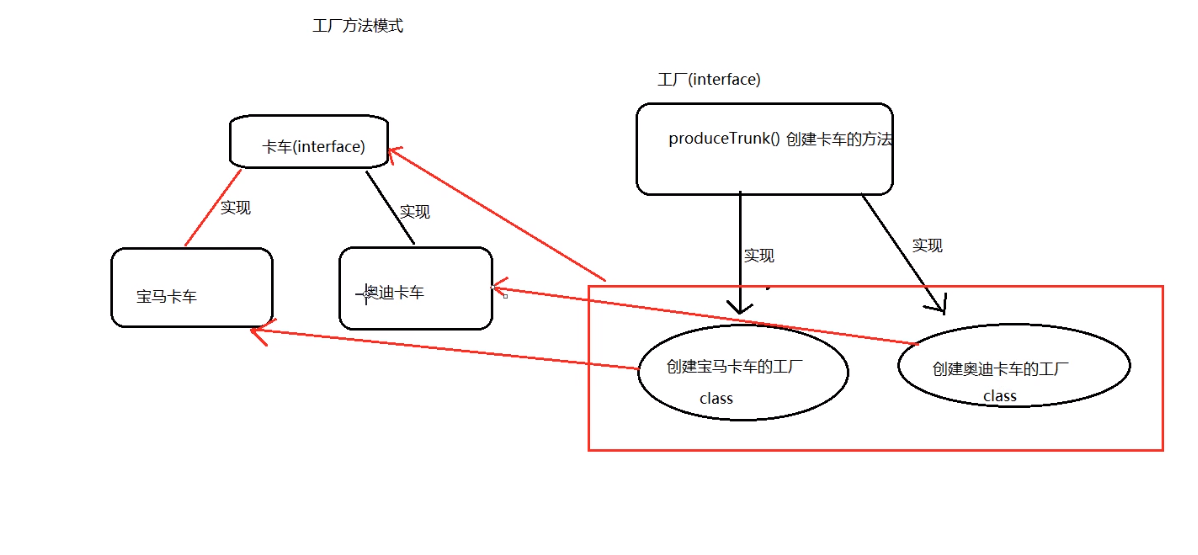 工厂方法模式
工厂(interface)
produceTrunk() 创建卡车的方法
卡车(interface)
实现
实现
实现
实现
宝马卡车
奥迪卡车
创建宝马卡车的工厂
class
创建奥迪卡车的工厂
class